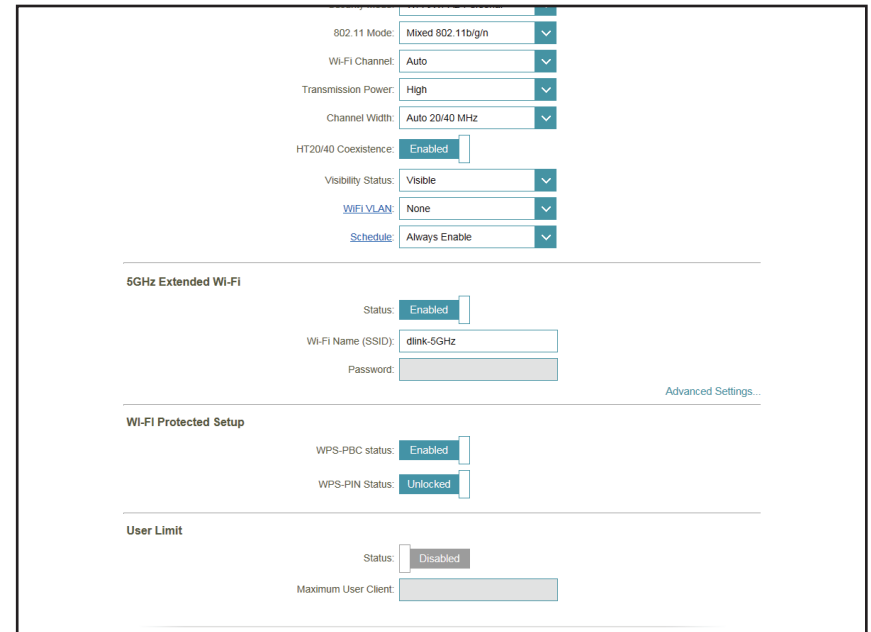 802.11 Mode: Mixed 802.11b/g/n
Wi-Fi Channel: Auto
Transmission Power: High
Channel Width: Auto 20/40 MHz
HT20/40 Coexistence: Enabled
Visibility Status: Visible
WiFi VLAN: None
Schedule: Always Enable
5GHz Extended Wi-Fi
Status: Enabled
Wi-Fi Name (SSID): dlink-5GHz
Password:
Advanced Settings...
WI-FI Protected Setup
WPS-PBC status: Enabled
WPS-PIN Status: Unlocked
User Limit
Status: Disabled
Maximum User Client: